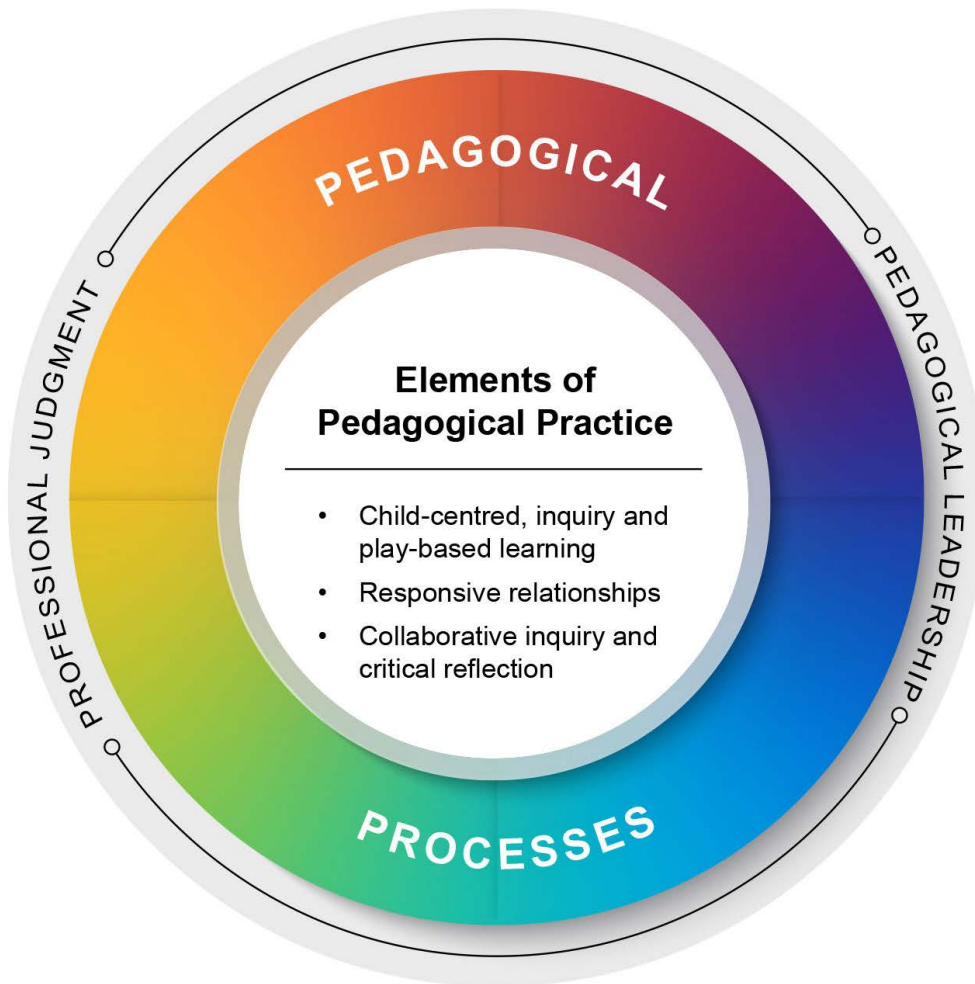 PEDAGOGICAL
PROFESSIONAL JUDGMENT
PEDAGOGICAL LEADERSHIP
Elements of
Pedagogical Practice
• Child-centred, inquiry and
play-based learning
• Responsive relationships
• Collaborative inquiry and
critical reflection
PROCESSES